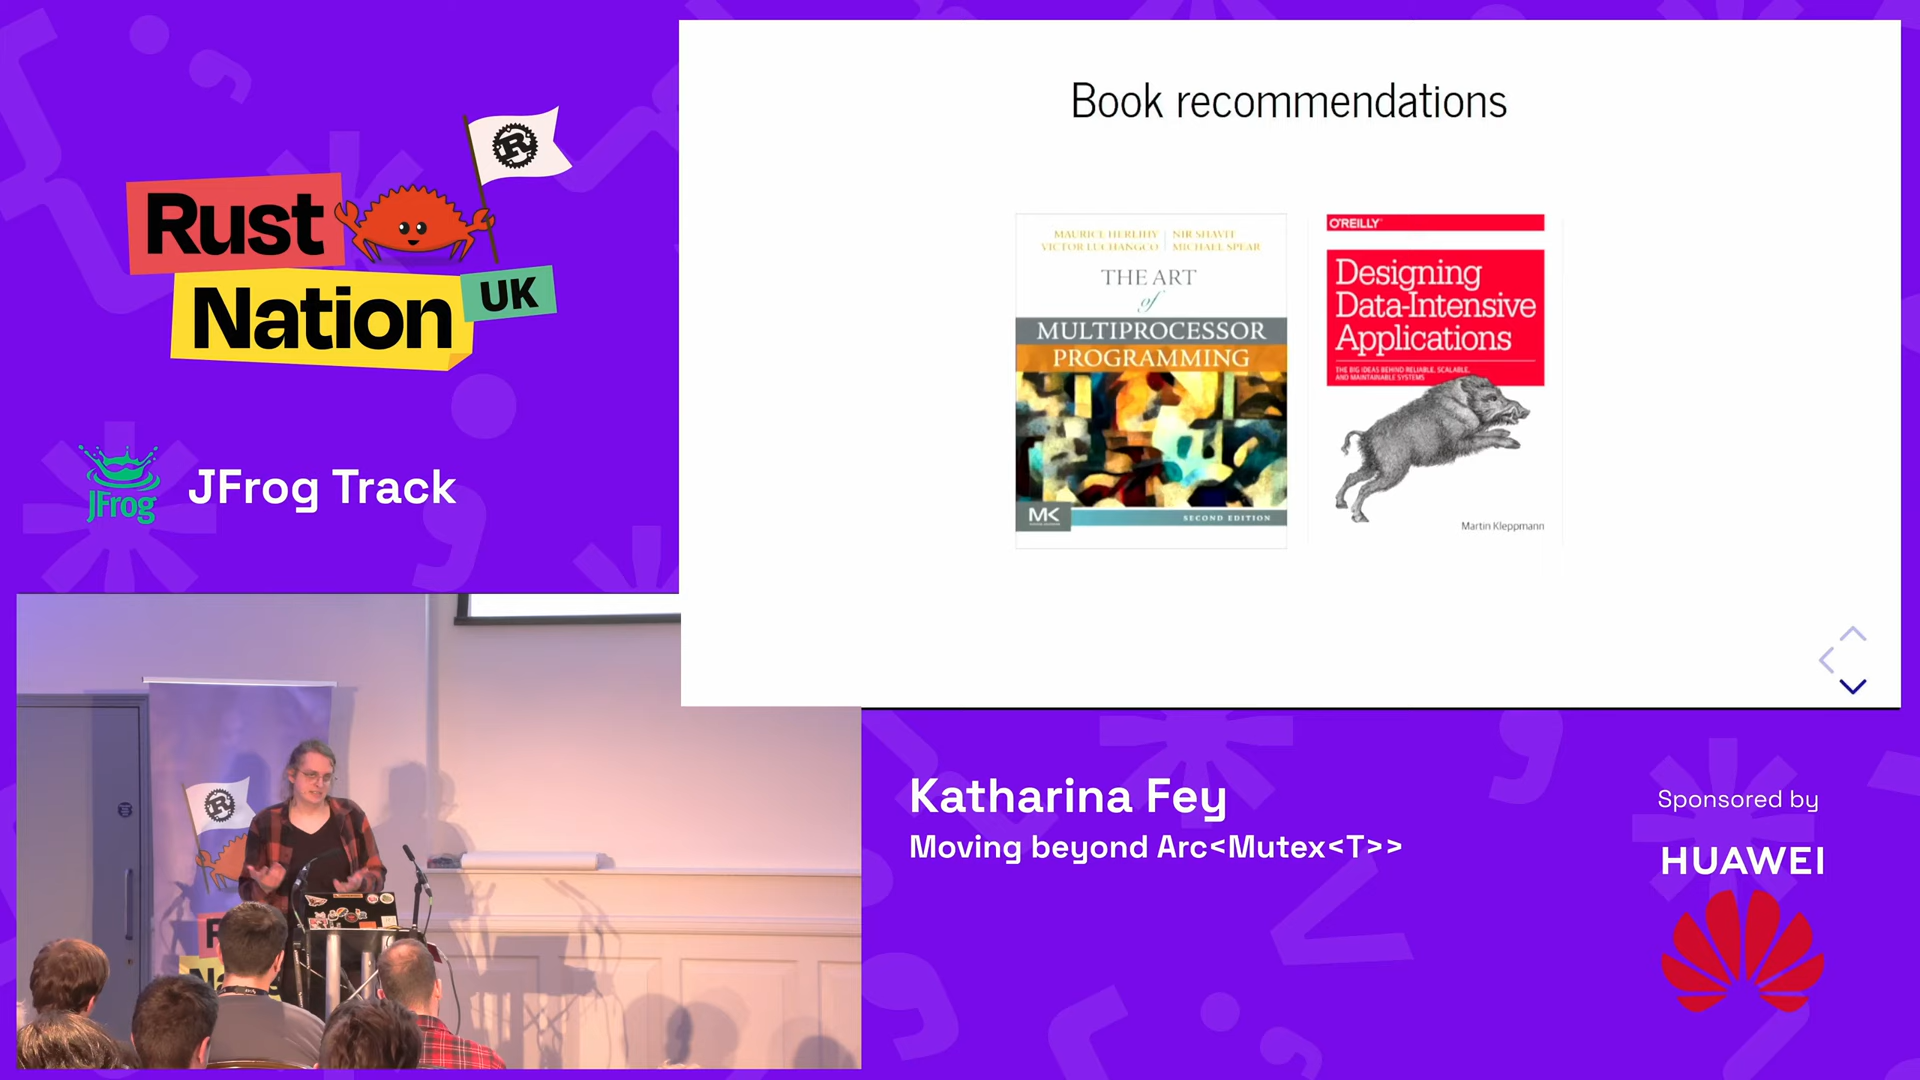 Rust
Nation
UK
R
JFrog
JFrog Track
Book recommendations
MAURICE HERLIHY | NIR SHAVIT
VICTOR LUCHANGCO | MICHAEL SPEAR
THE ART
of
MULTIPROCESSOR
PROGRAMMING
MK
SECOND EDITION
O'REILLY
Designing
Data-Intensive
Applications
THE BIG IDEAS BEHIND RELIABLE, SCALABLE,
AND MAINTAINABLE SYSTEMS
Martin Kleppmann
R
Katharina Fey
Moving beyond Arc<Mutex<T>>
Sponsored by
HUAWEI